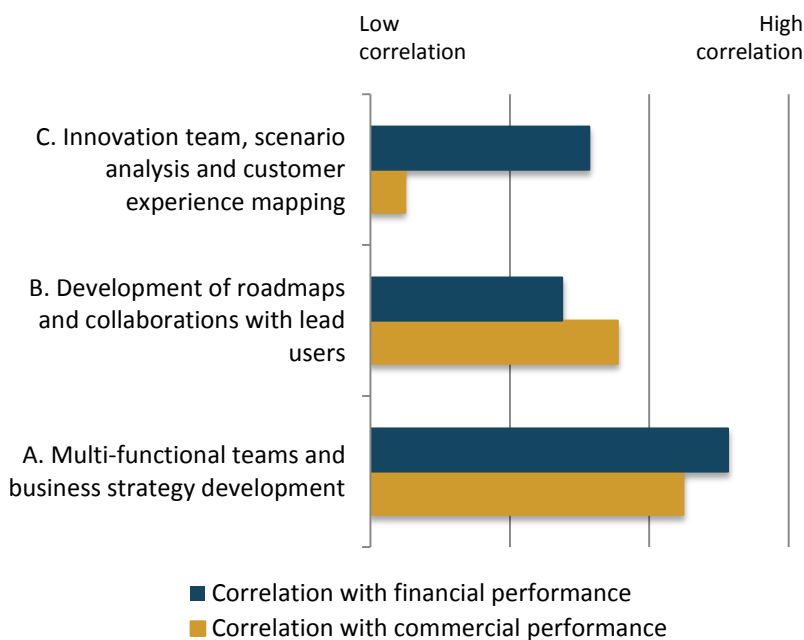 Low
correlation
High
correlation
C. Innovation team, scenario
analysis and customer
experience mapping
B. Development of roadmaps
and collaborations with lead
users
A. Multi-functional teams and
business strategy development
Correlation with financial performance
Correlation with commercial performance